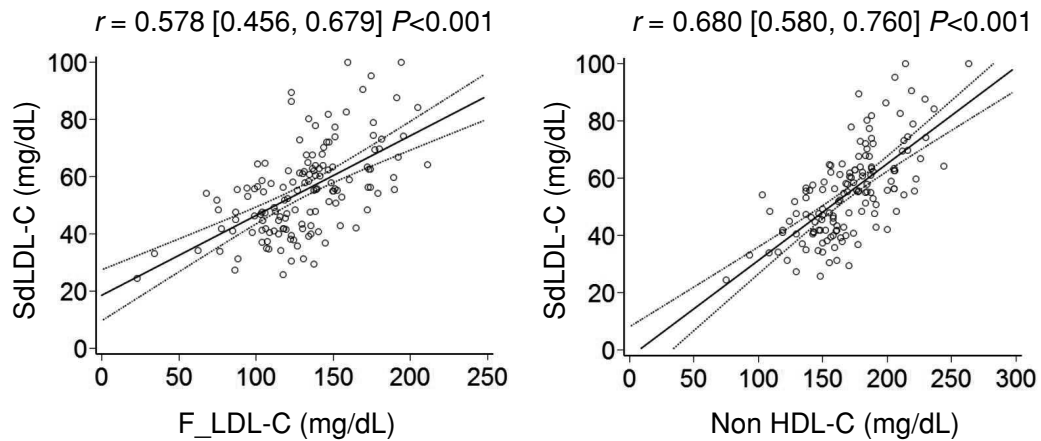 r = 0.578 [0.456, 0.679] P<0.001
SdLDL-C (mg/dL)
100
80
60
40
20
0
0 50 100 150 200 250
F_LDL-C (mg/dL)
r = 0.680 [0.580, 0.760] P<0.001
SdLDL-C (mg/dL)
100
80
60
40
20
0
0 50 100 150 200 250 300
Non HDL-C (mg/dL)